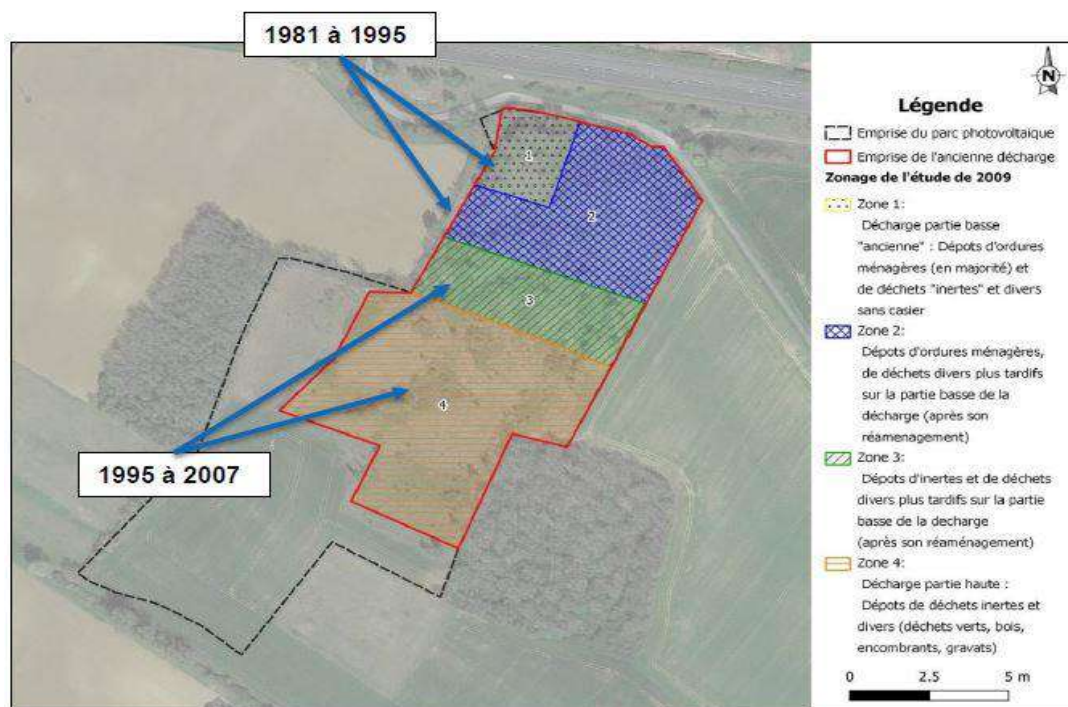 1981 à 1995
1
2
3
4
1995 à 2007
N
Légende
Emprise du parc photovoltaique
Emprise de l'ancienne décharge
Zonage de l'étude de 2009
Zone 1:
Décharge partie basse
"ancienne" : Dépots d'ordures
ménagères (en majorité) et
de déchets "inertes" et divers
sans casier
Zone 2:
Dépots d'ordures ménagères,
de déchets divers plus tardifs
sur la partie basse de la
décharge (après son
réamenagement)
Zone 3:
Dépots d'inertes et de déchets
divers plus tardifs sur la partie
basse de la decharge
(après son réaménagement)
Zone 4:
Décharge partie haute :
Dépots de déchets inertes et
divers (déchets verts, bois,
encombrants, gravats)
0 2.5 5 m